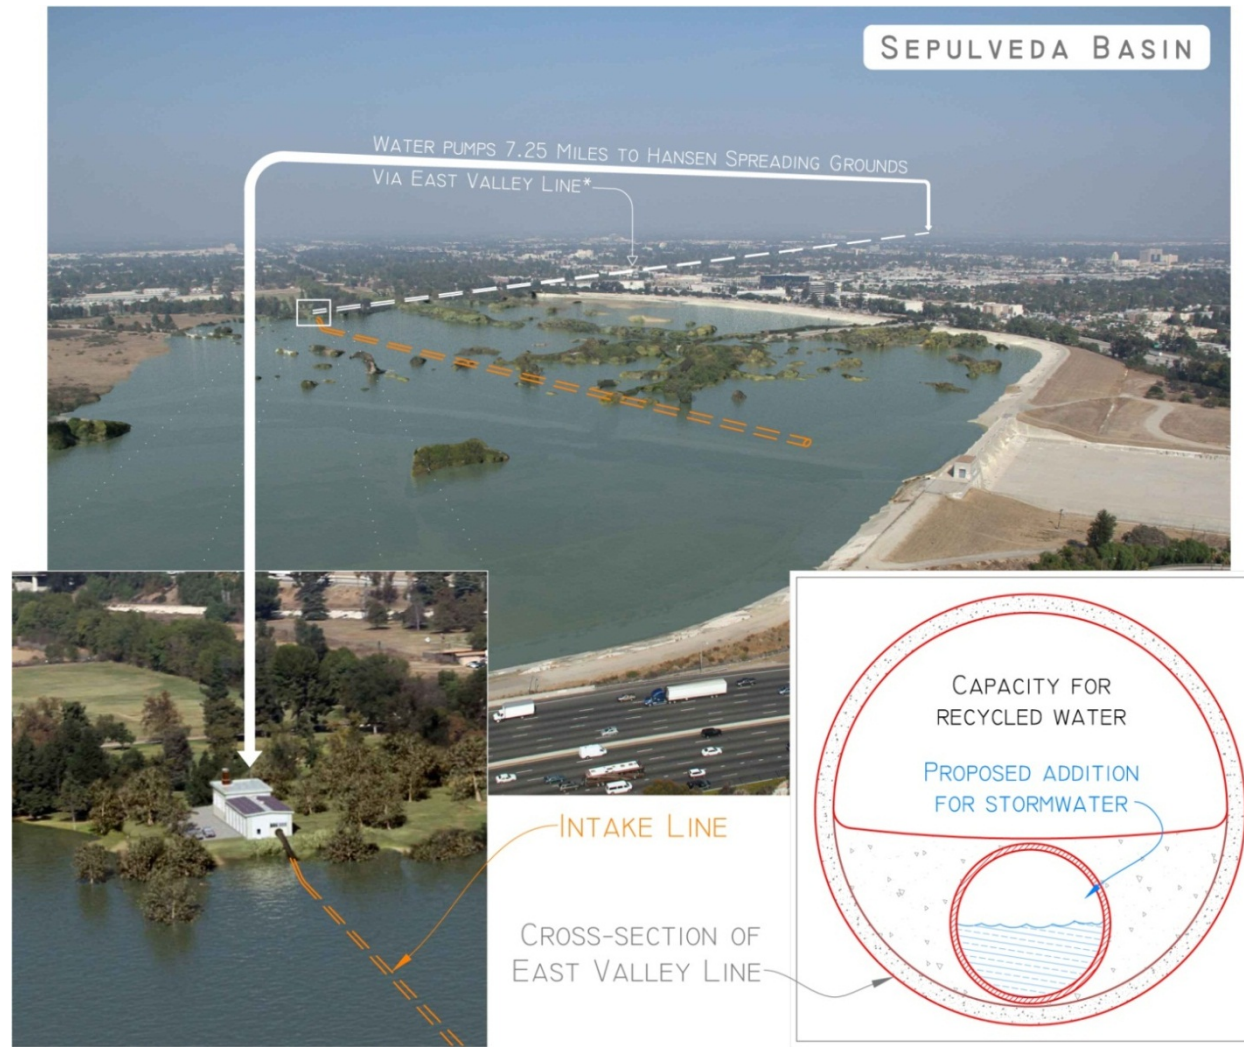 SEPULVEDA BASIN
WATER PUMPS 7.25 MILES TO HANSEN SPREADING GROUNDS
VIA EAST VALLEY LINE*
CAPACITY FOR
RECYCLED WATER
PROPOSED ADDITION
FOR STORMWATER
INTAKE LINE
CROSS-SECTION OF
EAST VALLEY LINE